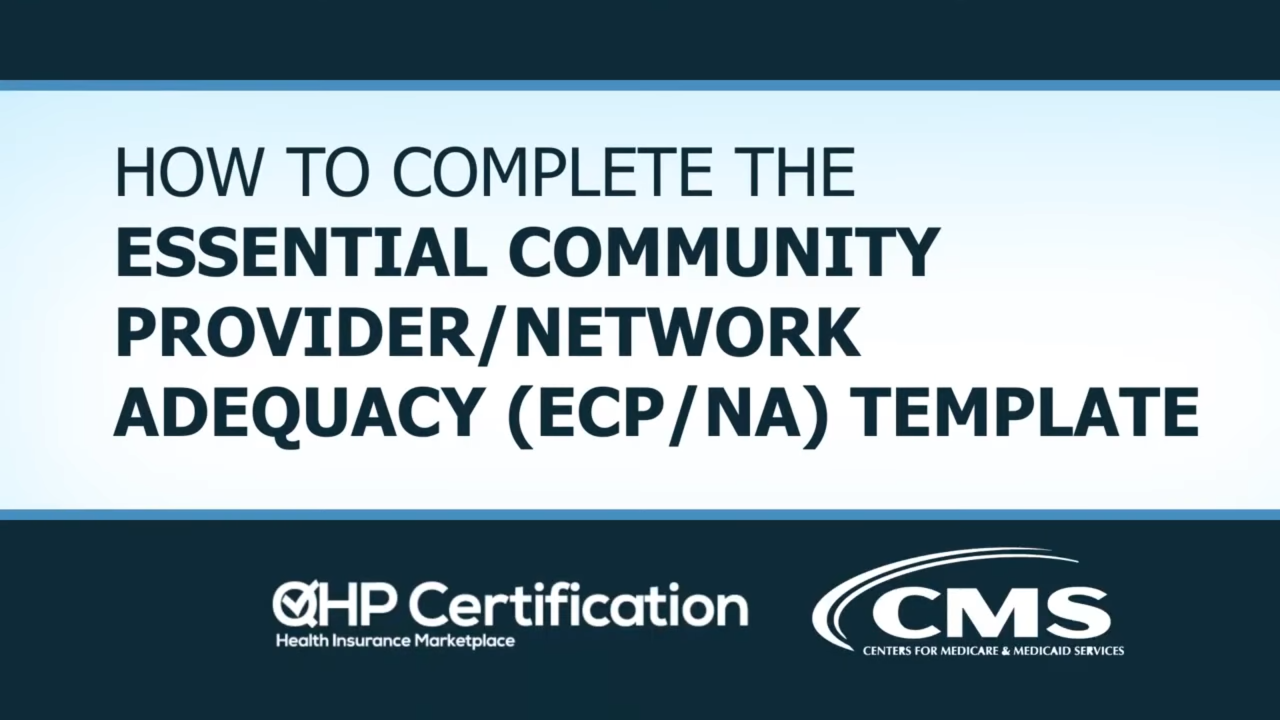 HOW TO COMPLETE THE
ESSENTIAL COMMUNITY
PROVIDER/NETWORK
ADEQUACY (ECP/NA) TEMPLATE
QHP Certification
Health Insurance Marketplace
CMS
CENTERS FOR MEDICARE & MEDICAID SERVICES